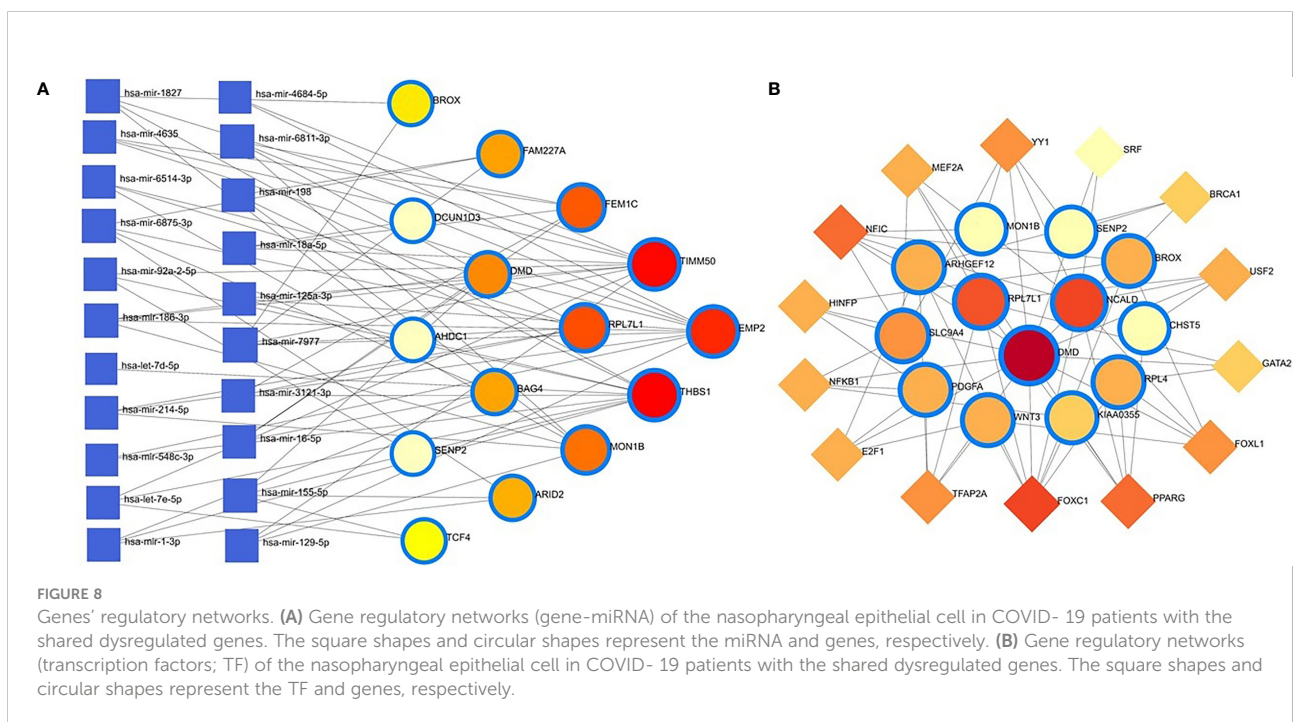 A
hsa-mir-1827
hsa-mir-4635
hsa-mir-6514-3p
hsa-mir-6875-3p
hsa-mir-92a-2-5p
hsa-mir-186-3p
hsa-let-7d-5p
hsa-mir-214-5p
hsa-mir-548c-3p
hsa-let-7e-5p
hsa-mir-1-3p
hsa-mir-4684-5p
hsa-mir-6811-3p
hsa-mir-198
hsa-mir-18a-5p
hsa-mir-125a-3p
hsa-mir-7977
hsa-mir-3121-3p
hsa-mir-16-5p
hsa-mir-155-5p
hsa-mir-129-5p
BROX
FAM227A
DCUN1D3
FEM1C
DMD
TIMM50
RPL7L1
EMP2
AHDC1
BAG4
THBS1
MON1B
SENP2
ARID2
TCF4
B
YY1
SRF
MEF2A
BRCA1
NFIC
MON1B
SENP2
ARHGEF12
BROX
USF2
HINFP
RPL7L1
NCALD
CHST5
SLC9A4
DMD
GATA2
NFKB1
PDGFA
RPL4
WNT3
KIAA0355
E2F1
FOXL1
TFAP2A
FOXC1
PPARG
FIGURE 8
Genes' regulatory networks. (A) Gene regulatory networks (gene-miRNA) of the nasopharyngeal epithelial cell in COVID- 19 patients with the
shared dysregulated genes. The square shapes and circular shapes represent the miRNA and genes, respectively. (B) Gene regulatory networks
(transcription factors; TF) of the nasopharyngeal epithelial cell in COVID- 19 patients with the shared dysregulated genes. The square shapes and
circular shapes represent the TF and genes, respectively.